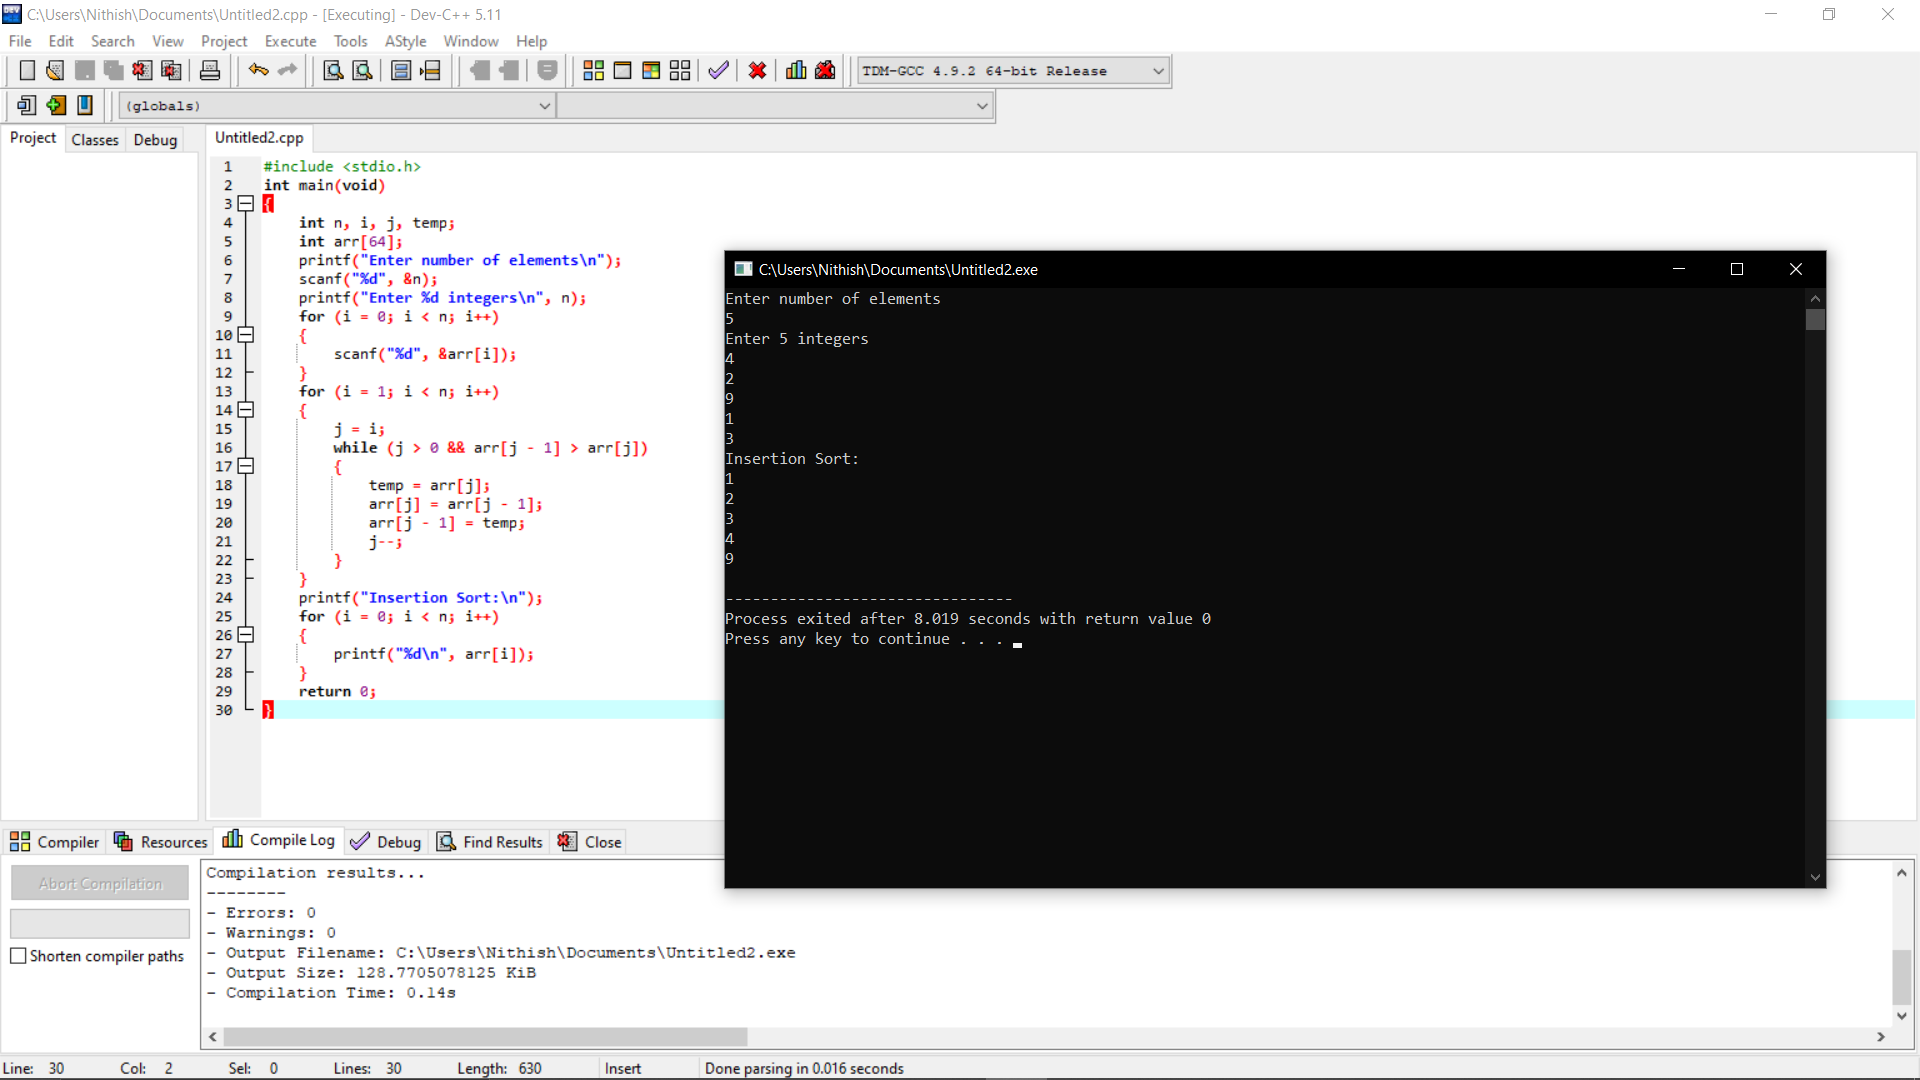 C:\Users\Nithish\Documents\Untitled2.cpp - [Executing] - Dev-C++ 5.11
File Edit Search View Project Execute Tools AStyle Window Help
TDM-GCC 4.9.2 64-bit Release
(globals)
Project Classes Debug
Untitled2.cpp
1 #include <stdio.h>
2 int main(void)
3 {
4 int n, i, j, temp;
5 int arr[64];
6 printf("Enter number of elements\n");
7 scanf("%d", &n);
8 printf("Enter %d integers\n", n);
9 for (i = 0; i < n; i++)
10 {
11 scanf("%d", &arr[i]);
12 }
13 for (i = 1; i < n; i++)
14 {
15 j = i;
16 while (j > 0 && arr[j - 1] > arr[j])
17 {
18 temp = arr[j];
19 arr[j] = arr[j - 1];
20 arr[j - 1] = temp;
21 j--;
22 }
23 }
24 printf("Insertion Sort:\n");
25 for (i = 0; i < n; i++)
26 {
27 printf("%d\n", arr[i]);
28 }
29 return 0;
30 }
C:\Users\Nithish\Documents\Untitled2.exe
Enter number of elements
5
Enter 5 integers
4
2
9
1
3
Insertion Sort:
1
2
3
4
9
--------------------------------
Process exited after 8.019 seconds with return value 0
Press any key to continue . . .
Compiler Resources Compile Log Debug Find Results Close
Abort Compilation
Shorten compiler paths
Compilation results...
--------
- Errors: 0
- Warnings: 0
- Output Filename: C:\Users\Nithish\Documents\Untitled2.exe
- Output Size: 128.7705078125 KiB
- Compilation Time: 0.14s
Line: 30 Col: 2 Sel: 0 Lines: 30 Length: 630 Insert Done parsing in 0.016 seconds